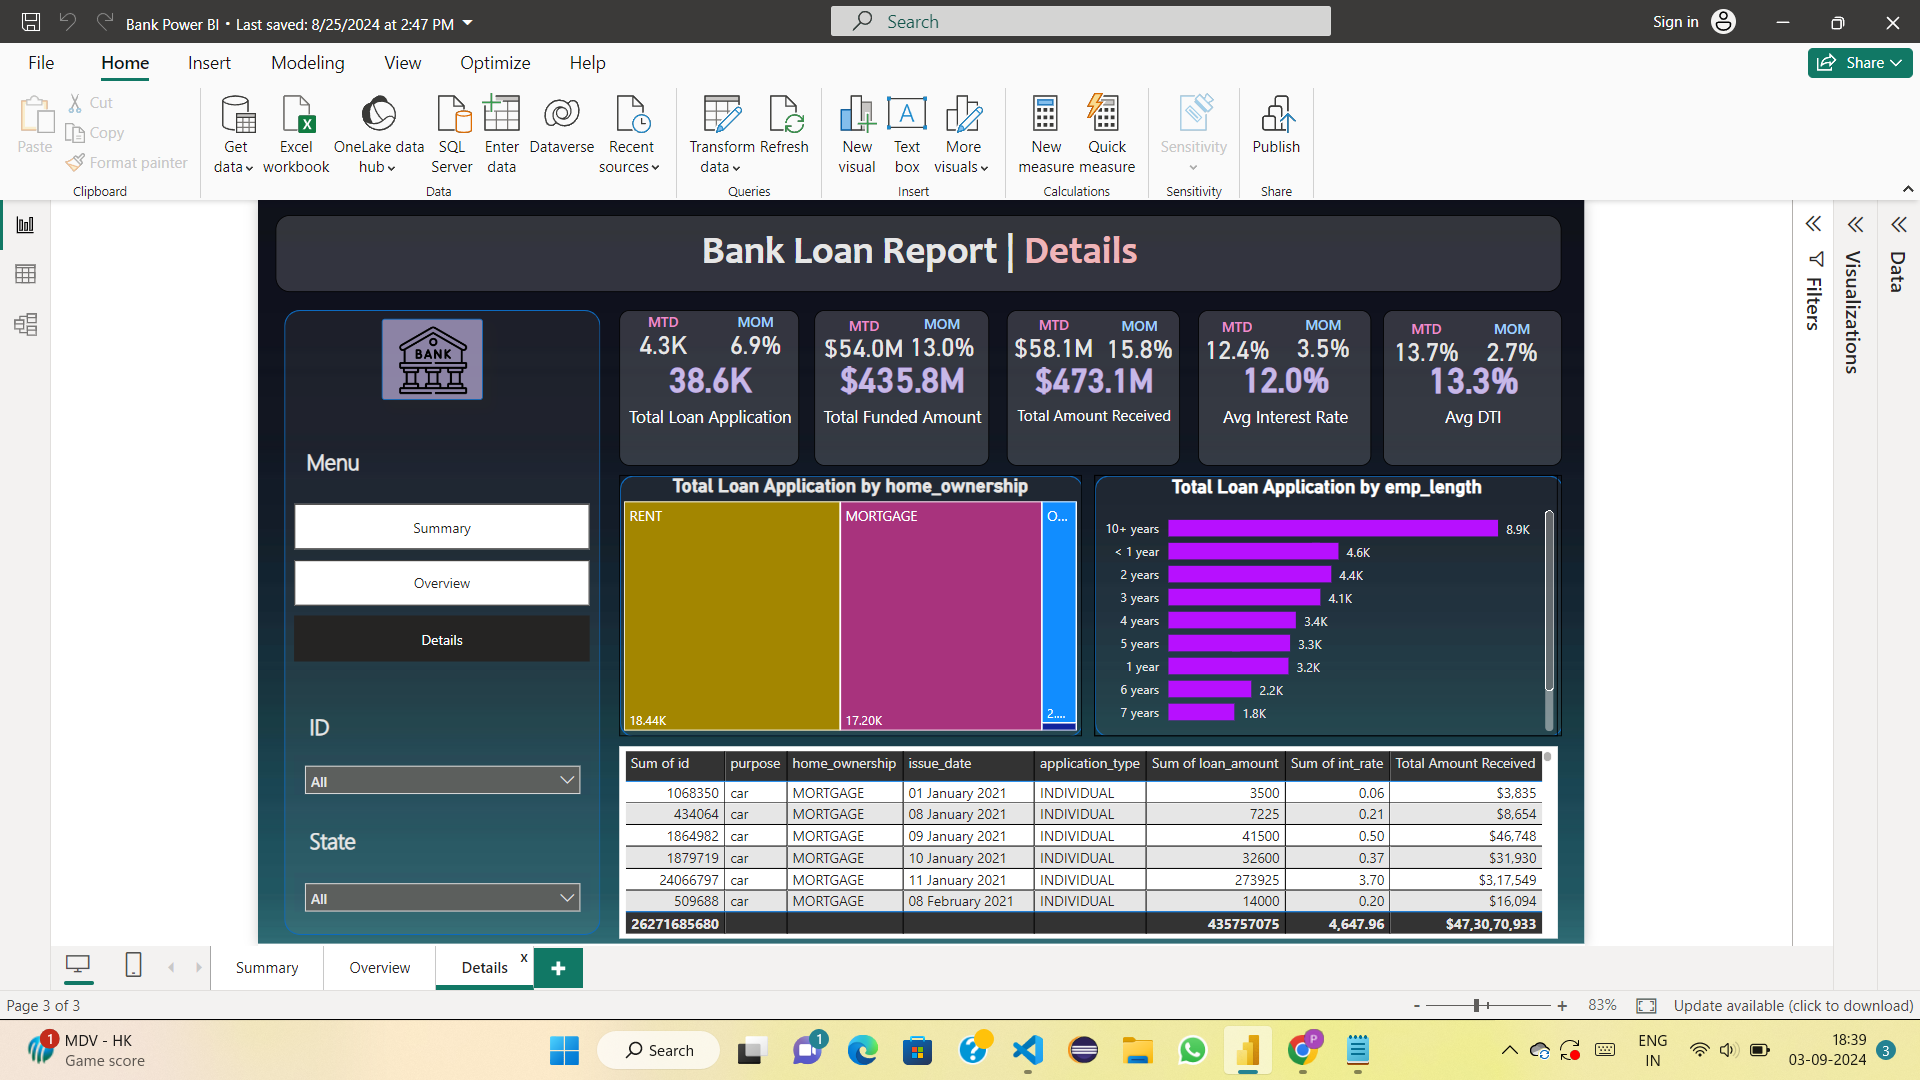 Bank Power BI • Last saved: 8/25/2024 at 2:47 PM
Search
Sign in
File Home Insert Modeling View Optimize Help
Share
Paste
Cut
Copy
Format painter
Clipboard
Get data
Excel workbook
OneLake data hub
SQL Server
Enter data
Dataverse
Recent sources
Data
Transform data
Refresh
Queries
New visual
Text box
More visuals
Insert
New measure
Quick measure
Calculations
Sensitivity
Sensitivity
Publish
Share
Bank Loan Report | Details
BANK
Menu
Summary
Overview
Details
ID
All
State
All
MTD MOM
4.3K 6.9%
38.6K
Total Loan Application
MTD MOM
$54.0M 13.0%
$435.8M
Total Funded Amount
MTD MOM
$58.1M 15.8%
$473.1M
Total Amount Received
MTD MOM
12.4% 3.5%
12.0%
Avg Interest Rate
MTD MOM
13.7% 2.7%
13.3%
Avg DTI
Total Loan Application by home_ownership
RENT MORTGAGE O...
18.44K 17.20K 2....
Total Loan Application by emp_length
10+ years 8.9K
< 1 year 4.6K
2 years 4.4K
3 years 4.1K
4 years 3.4K
5 years 3.3K
1 year 3.2K
6 years 2.2K
7 years 1.8K
Sum of id purpose home_ownership issue_date application_type Sum of loan_amount Sum of int_rate Total Amount Received
1068350 car MORTGAGE 01 January 2021 INDIVIDUAL 3500 0.06 $3,835
434064 car MORTGAGE 08 January 2021 INDIVIDUAL 7225 0.21 $8,654
1864982 car MORTGAGE 09 January 2021 INDIVIDUAL 41500 0.50 $46,748
1879719 car MORTGAGE 10 January 2021 INDIVIDUAL 32600 0.37 $31,930
24066797 car MORTGAGE 11 January 2021 INDIVIDUAL 273925 3.70 $3,17,549
509688 car MORTGAGE 08 February 2021 INDIVIDUAL 14000 0.20 $16,094
26271685680 435757075 4,647.96 $47,30,70,933
Filters
Visualizations
Data
Summary Overview Details x +
Page 3 of 3
- + 83%
Update available (click to download)
1
MDV - HK
Game score
Search
1
P
ENG
IN
18:39
03-09-2024
3